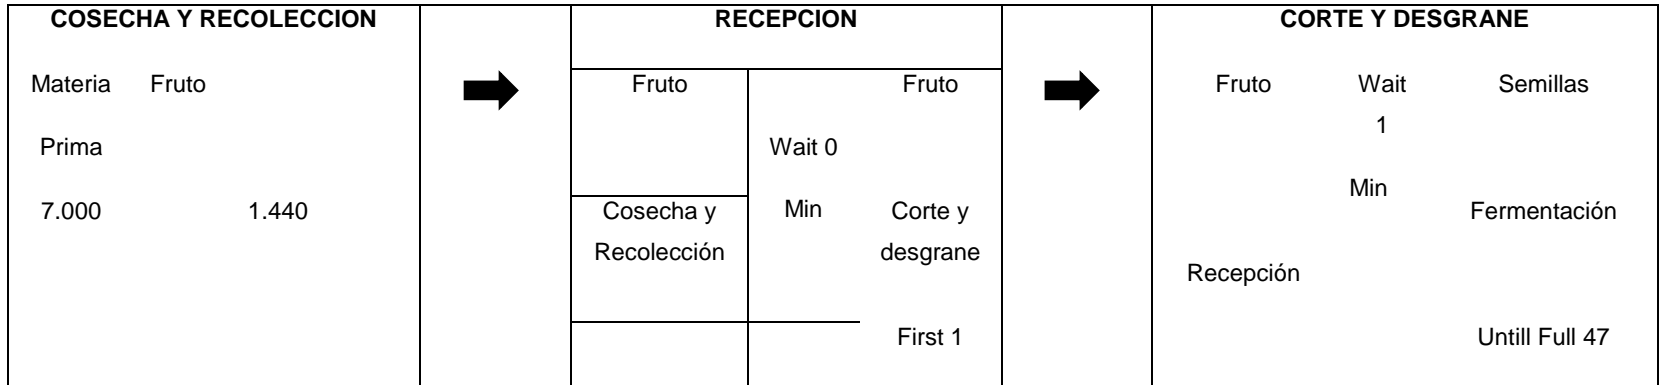 COSECHA Y RECOLECCION
Materia Fruto
Prima
7.000 1.440
RECEPCION
Fruto
Cosecha y
Recolección
Wait 0
Min
Fruto
Corte y
desgrane
First 1
CORTE Y DESGRANE
Fruto
Recepción
Wait
1
Min
Semillas
Fermentación
Untill Full 47